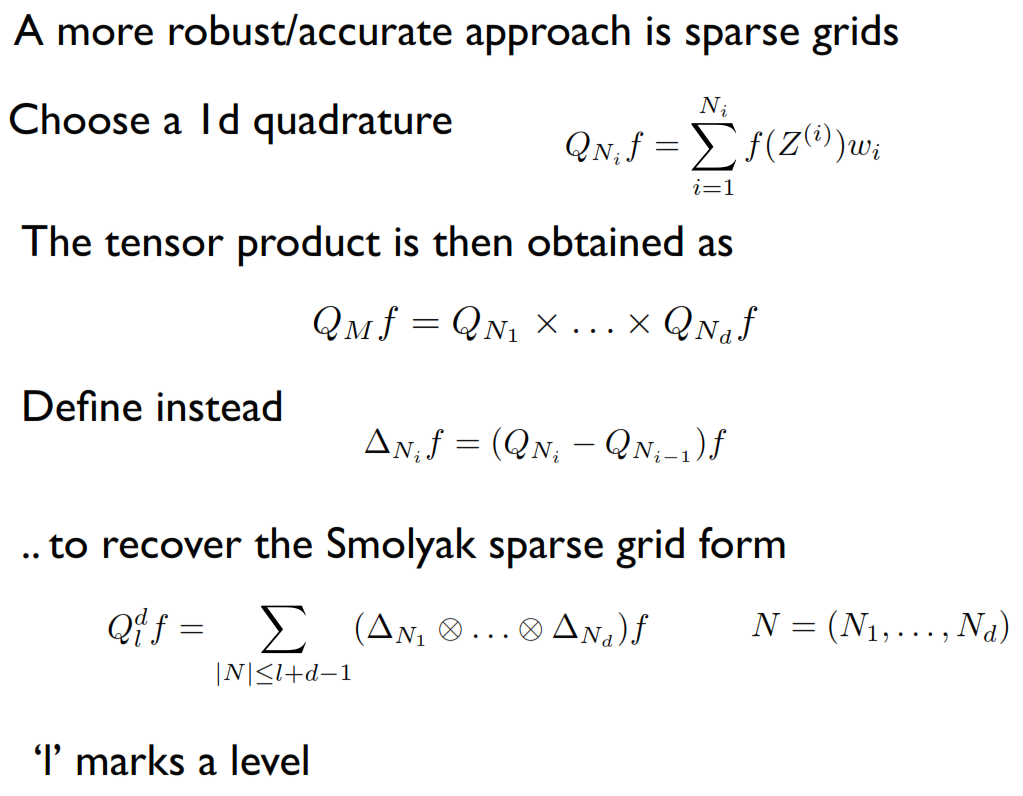 A more robust/accurate approach is sparse grids
Choose a 1d quadrature
$Q_{N_i} f = \sum_{i=1}^{N_i} f(Z^{(i)}) w_i$
The tensor product is then obtained as
$Q_M f = Q_{N_1} \times \ldots \times Q_{N_d} f$
Define instead
$\Delta_{N_i} f = (Q_{N_i} - Q_{N_{i-1}}) f$
.. to recover the Smolyak sparse grid form
$Q_l^d f = \sum_{|N| \leq l+d-1} (\Delta_{N_1} \otimes \ldots \otimes \Delta_{N_d}) f$ $N = (N_1, \ldots, N_d)$
‘l’ marks a level